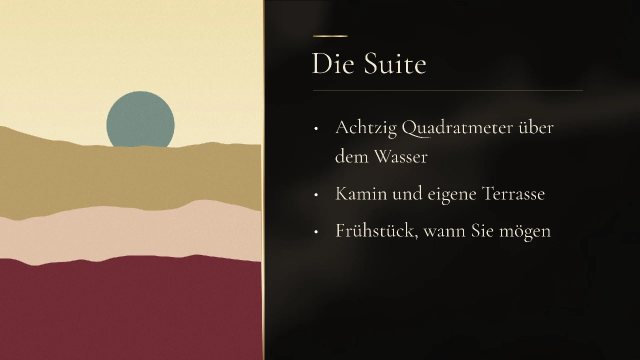 Die Suite
• Achtzig Quadratmeter über
dem Wasser
• Kamin und eigene Terrasse
• Frühstück, wann Sie mögen